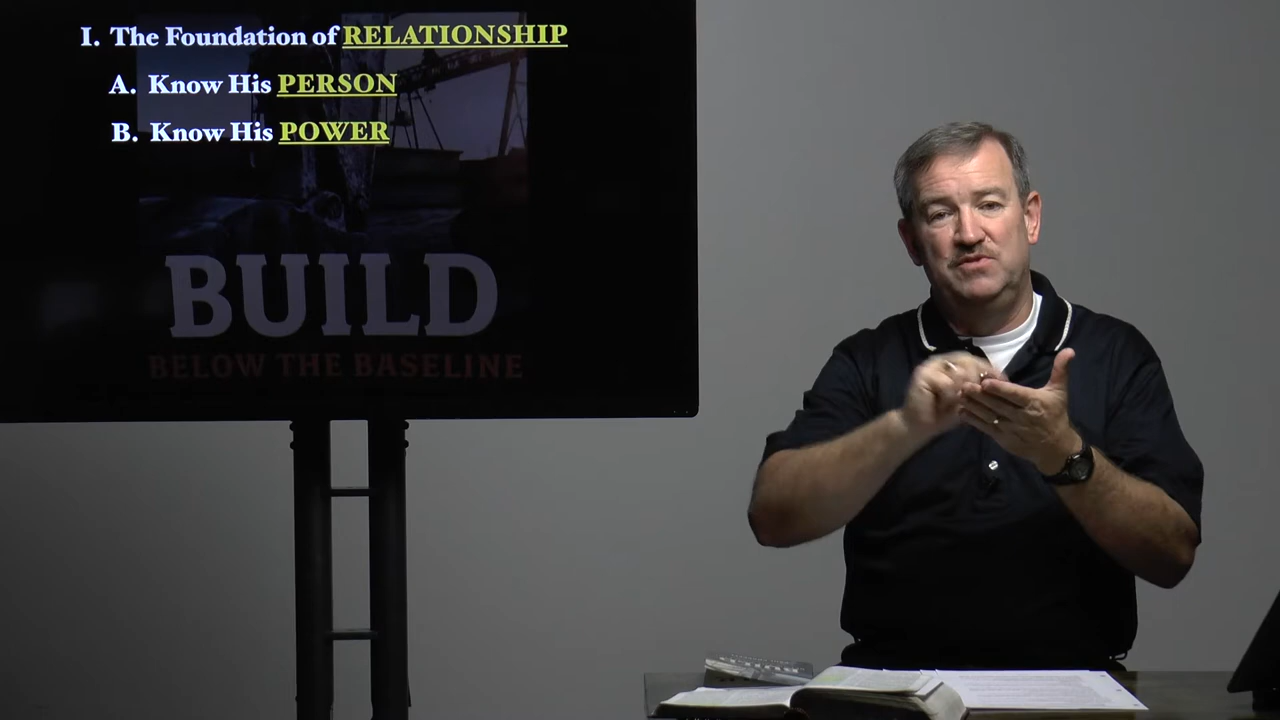 I. The Foundation of RELATIONSHIP
A. Know His PERSON
B. Know His POWER
BUILD
BELOW THE BASELINE